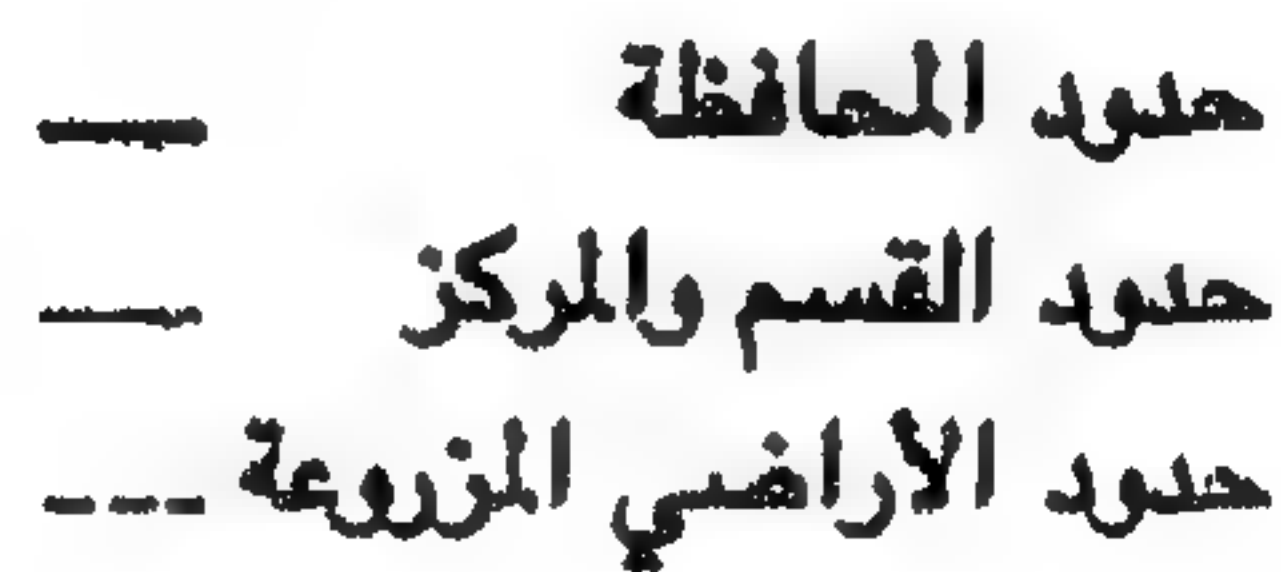 حدود المحافظة
حدود القسم والمركز
حدود الاراضي المزروعة